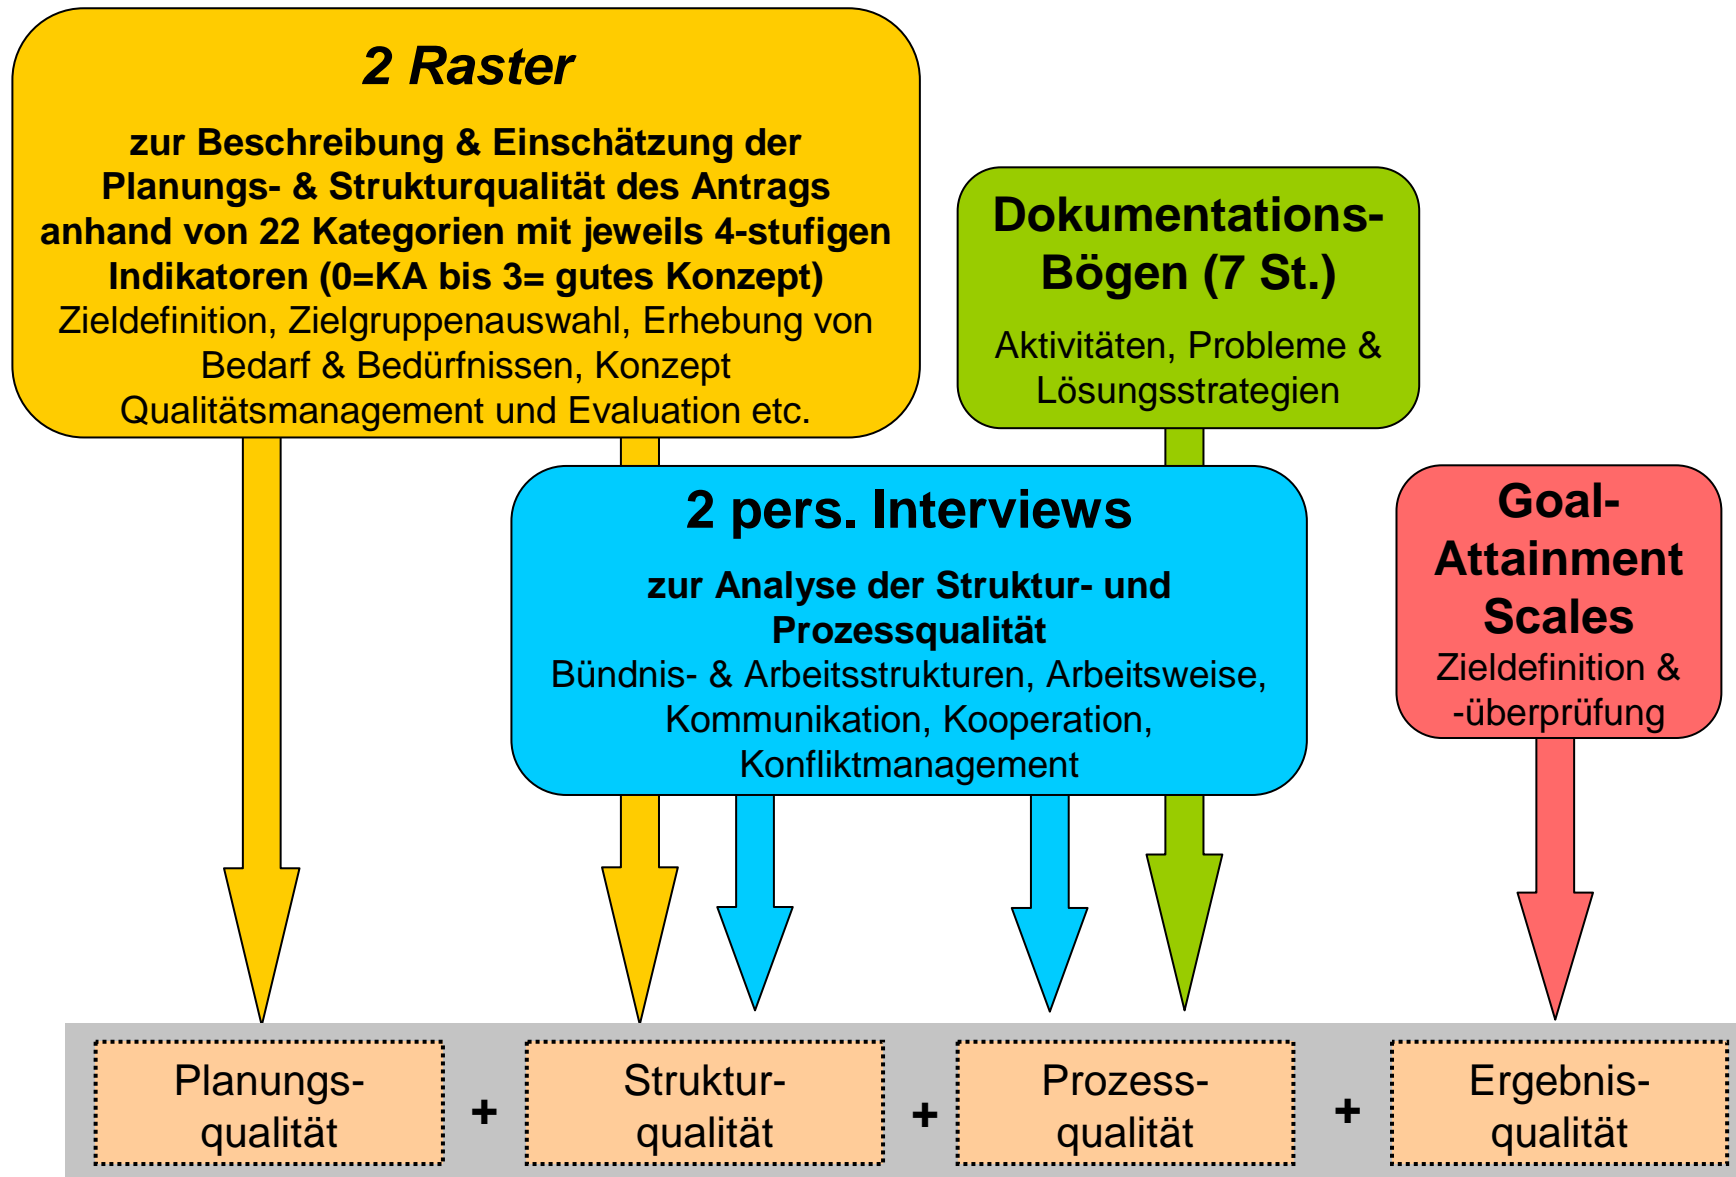 2 Raster
zur Beschreibung & Einschätzung der
Planungs- & Strukturqualität des Antrags
anhand von 22 Kategorien mit jeweils 4-stufigen
Indikatoren (0=KA bis 3= gutes Konzept)
Zieldefinition, Zielgruppenauswahl, Erhebung von
Bedarf & Bedürfnissen, Konzept
Qualitätsmanagement und Evaluation etc.
Dokumentations-
Bögen (7 St.)
Aktivitäten, Probleme &
Lösungsstrategien
2 pers. Interviews
zur Analyse der Struktur- und
Prozessqualität
Bündnis- & Arbeitsstrukturen, Arbeitsweise,
Kommunikation, Kooperation,
Konfliktmanagement
Goal-
Attainment
Scales
Zieldefinition &
-überprüfung
Planungs-
qualität
+
Struktur-
qualität
+
Prozess-
qualität
+
Ergebnis-
qualität